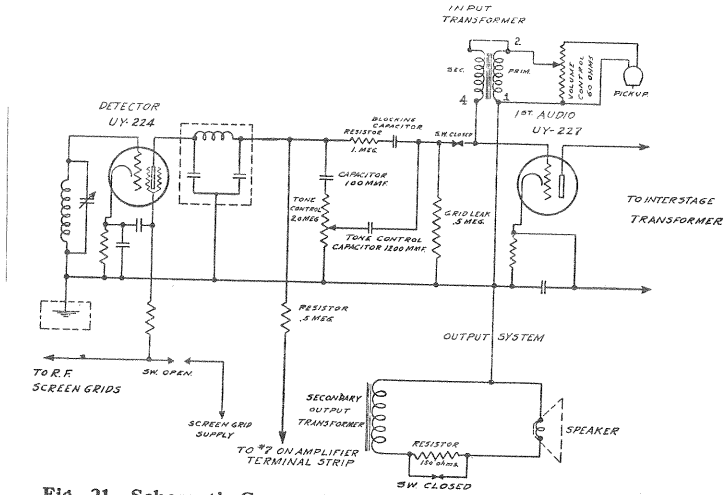 INPUT
TRANSFORMER
2
SEC.
PRIM.
VOLUME
CONTROL
60 OHMS
PICKUP
4
1
DETECTOR
UY-224
BLOCKING
CAPACITOR
RESISTOR
1. MEG.
S.W. CLOSED
1ST. AUDIO
UY-227
CAPACITOR
100 MMF.
TONE
CONTROL
2.0 MEG.
TONE CONTROL
CAPACITOR 1200 MMF.
GRID LEAK
.5 MEG.
TO INTERSTAGE
TRANSFORMER
RESISTOR
.5 MEG.
OUTPUT SYSTEM
TO R.F.
SCREEN GRIDS
SW. OPEN.
SCREEN GRID
SUPPLY
SECONDARY
OUTPUT
TRANSFORMER
SPEAKER
RESISTOR
150 ohms.
SW. CLOSED
TO #7 ON AMPLIFIER
TERMINAL STRIP
Fig. 21 Schematic